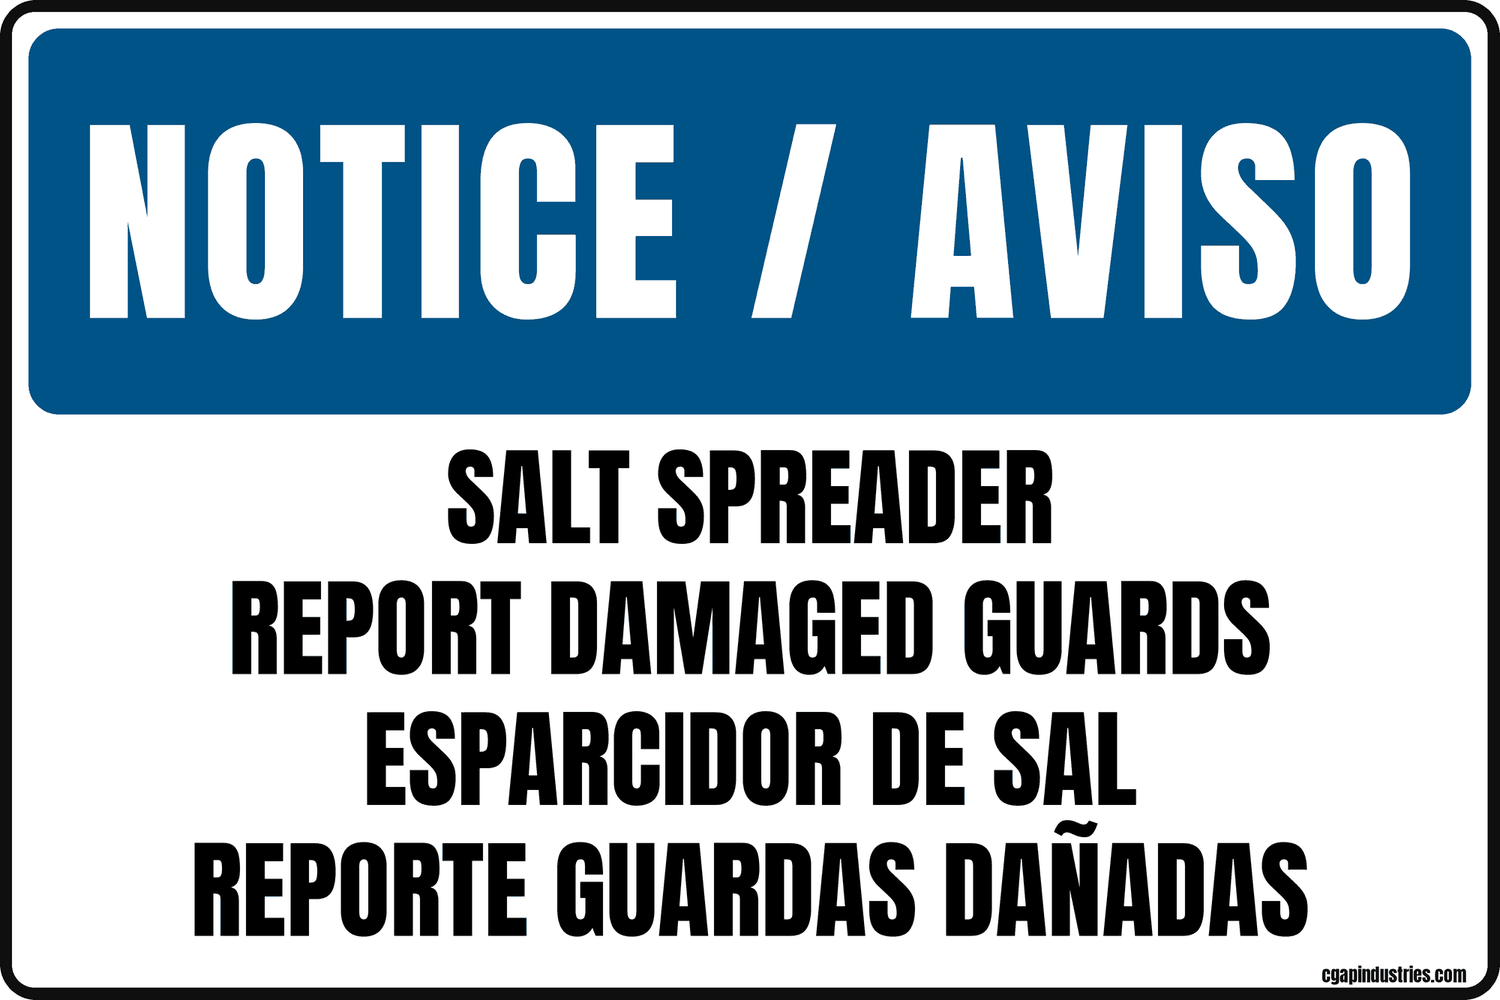 NOTICE / AVISO
SALT SPREADER
REPORT DAMAGED GUARDS
ESPARCIDOR DE SAL
REPORTE GUARDAS DAÑADAS
cgapindustries.com